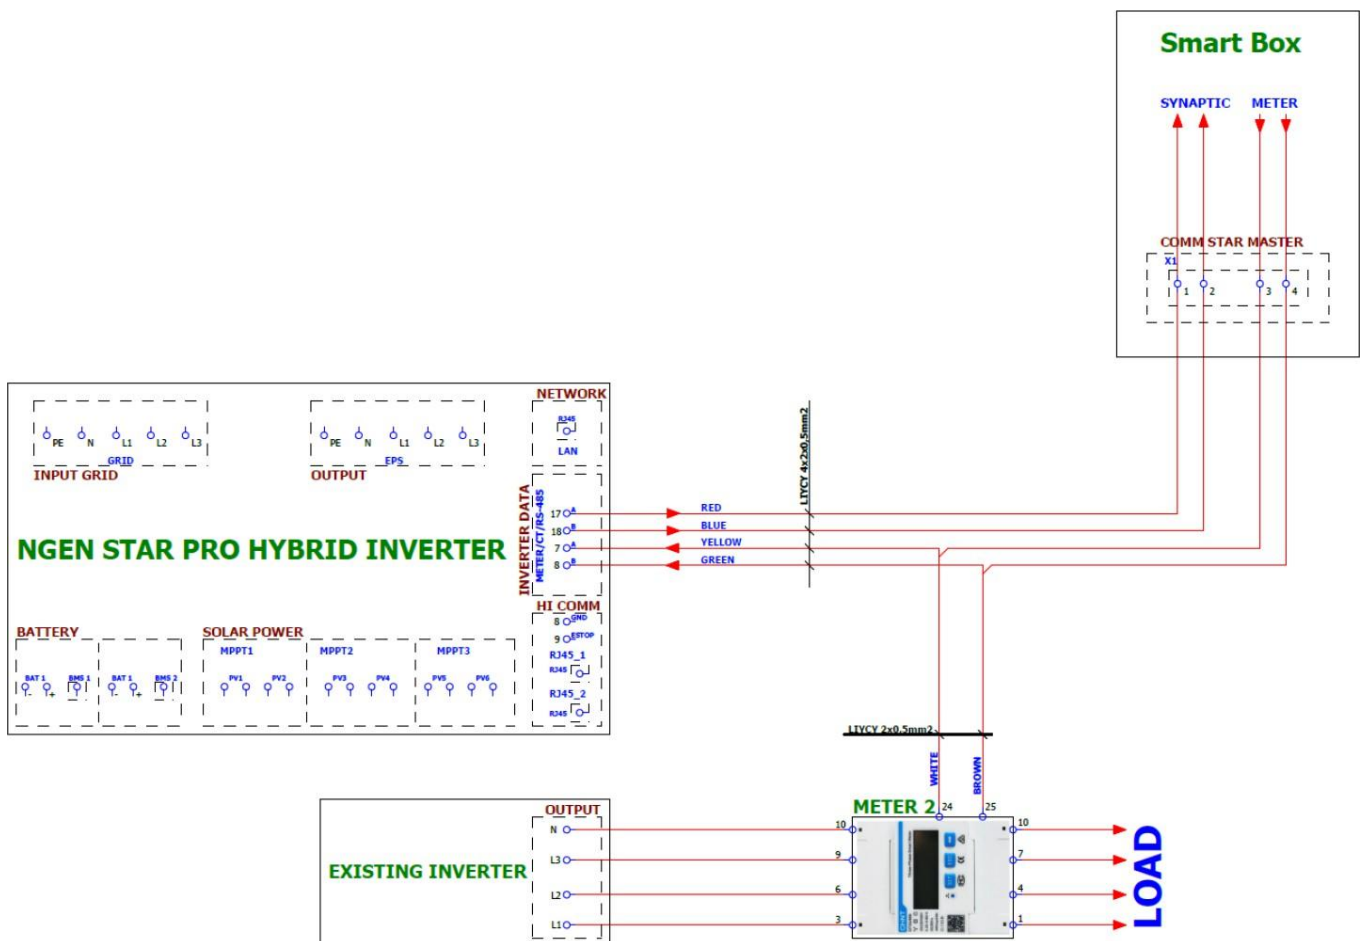 Smart Box
SYNAPTIC METER
COMM STAR MASTER
X1
1 2 3 4
NETWORK
RJ45
LAN
PE N L1 L2 L3
GRID
INPUT GRID
PE N L1 L2 L3
EPS
OUTPUT
LIYCY 4x2x0,5mm2
INVERTER DATA
METER/CT/RS-485
17 A
18 B
7 A
8 B
RED
BLUE
YELLOW
GREEN
NGEN STAR PRO HYBRID INVERTER
HI COMM
8 GND
9 ESTOP
RJ45_1
RJ45
RJ45_2
RJ45
BATTERY
BAT 1 BMS 1 BAT 1 BMS 2
- + - +
SOLAR POWER
MPPT1 MPPT2 MPPT3
PV1 PV2 PV3 PV4 PV5 PV6
LIYCY 2x0,5mm2
WHITE
BROWN
METER 2
24 25
OUTPUT
N
L3
L2
L1
EXISTING INVERTER
10
9
6
3
10
7
4
1
CHNT
LOAD